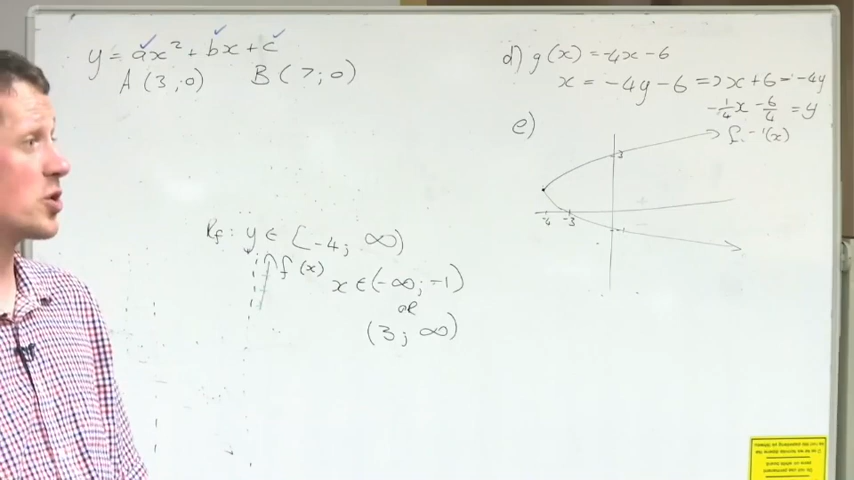 y = ax² + bx + c
A (3 ; 0) B (7 ; 0)
Rf : y ∈ [-4 ; ∞)
f(x) x ∈ (-∞ ; -1)
OR
(3 ; ∞)
d) g(x) = -4x - 6
x = -4y - 6 => x + 6 = -4y
-1/4x - 6/4 = y
e) f⁻¹(x)
3
-4 -3
-1